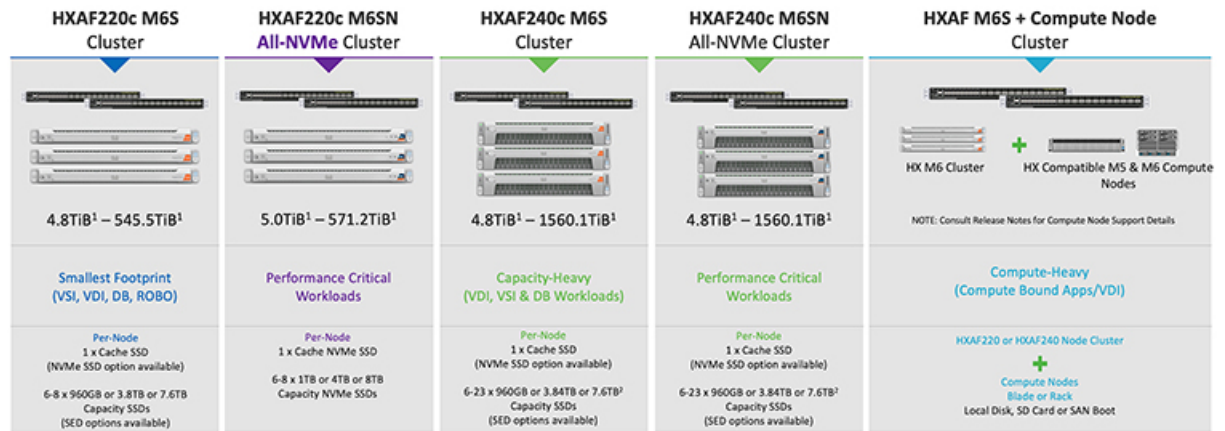 HXAF220c M6S
Cluster
4.8TiB¹ – 545.5TiB¹
Smallest Footprint
(VSI, VDI, DB, ROBO)
Per-Node
1 x Cache SSD
(NVMe SSD option available)
6-8 x 960GB or 3.8TB or 7.6TB
Capacity SSDs
(SED options available)
HXAF220c M6SN
All-NVMe Cluster
5.0TiB¹ – 571.2TiB¹
Performance Critical
Workloads
Per-Node
1 x Cache NVMe SSD
6-8 x 1TB or 4TB or 8TB
Capacity NVMe SSDs
HXAF240c M6S
Cluster
4.8TiB¹ – 1560.1TiB¹
Capacity-Heavy
(VDI, VSI & DB Workloads)
Per-Node
1 x Cache SSD
(NVMe SSD option available)
6-23 x 960GB or 3.84TB or 7.6TB²
Capacity SSDs
(SED options available)
HXAF240c M6SN
All-NVMe Cluster
4.8TiB¹ – 1560.1TiB¹
Performance Critical
Workloads
Per-Node
1 x Cache SSD
(NVMe SSD option available)
6-23 x 960GB or 3.84TB or 7.6TB²
Capacity SSDs
(SED options available)
HXAF M6S + Compute Node
Cluster
HX M6 Cluster
+
HX Compatible M5 & M6 Compute
Nodes
NOTE: Consult Release Notes for Compute Node Support Details
Compute-Heavy
(Compute Bound Apps/VDI)
HXAF220 or HXAF240 Node Cluster
+
Compute Nodes
Blade or Rack
Local Disk, SD Card or SAN Boot